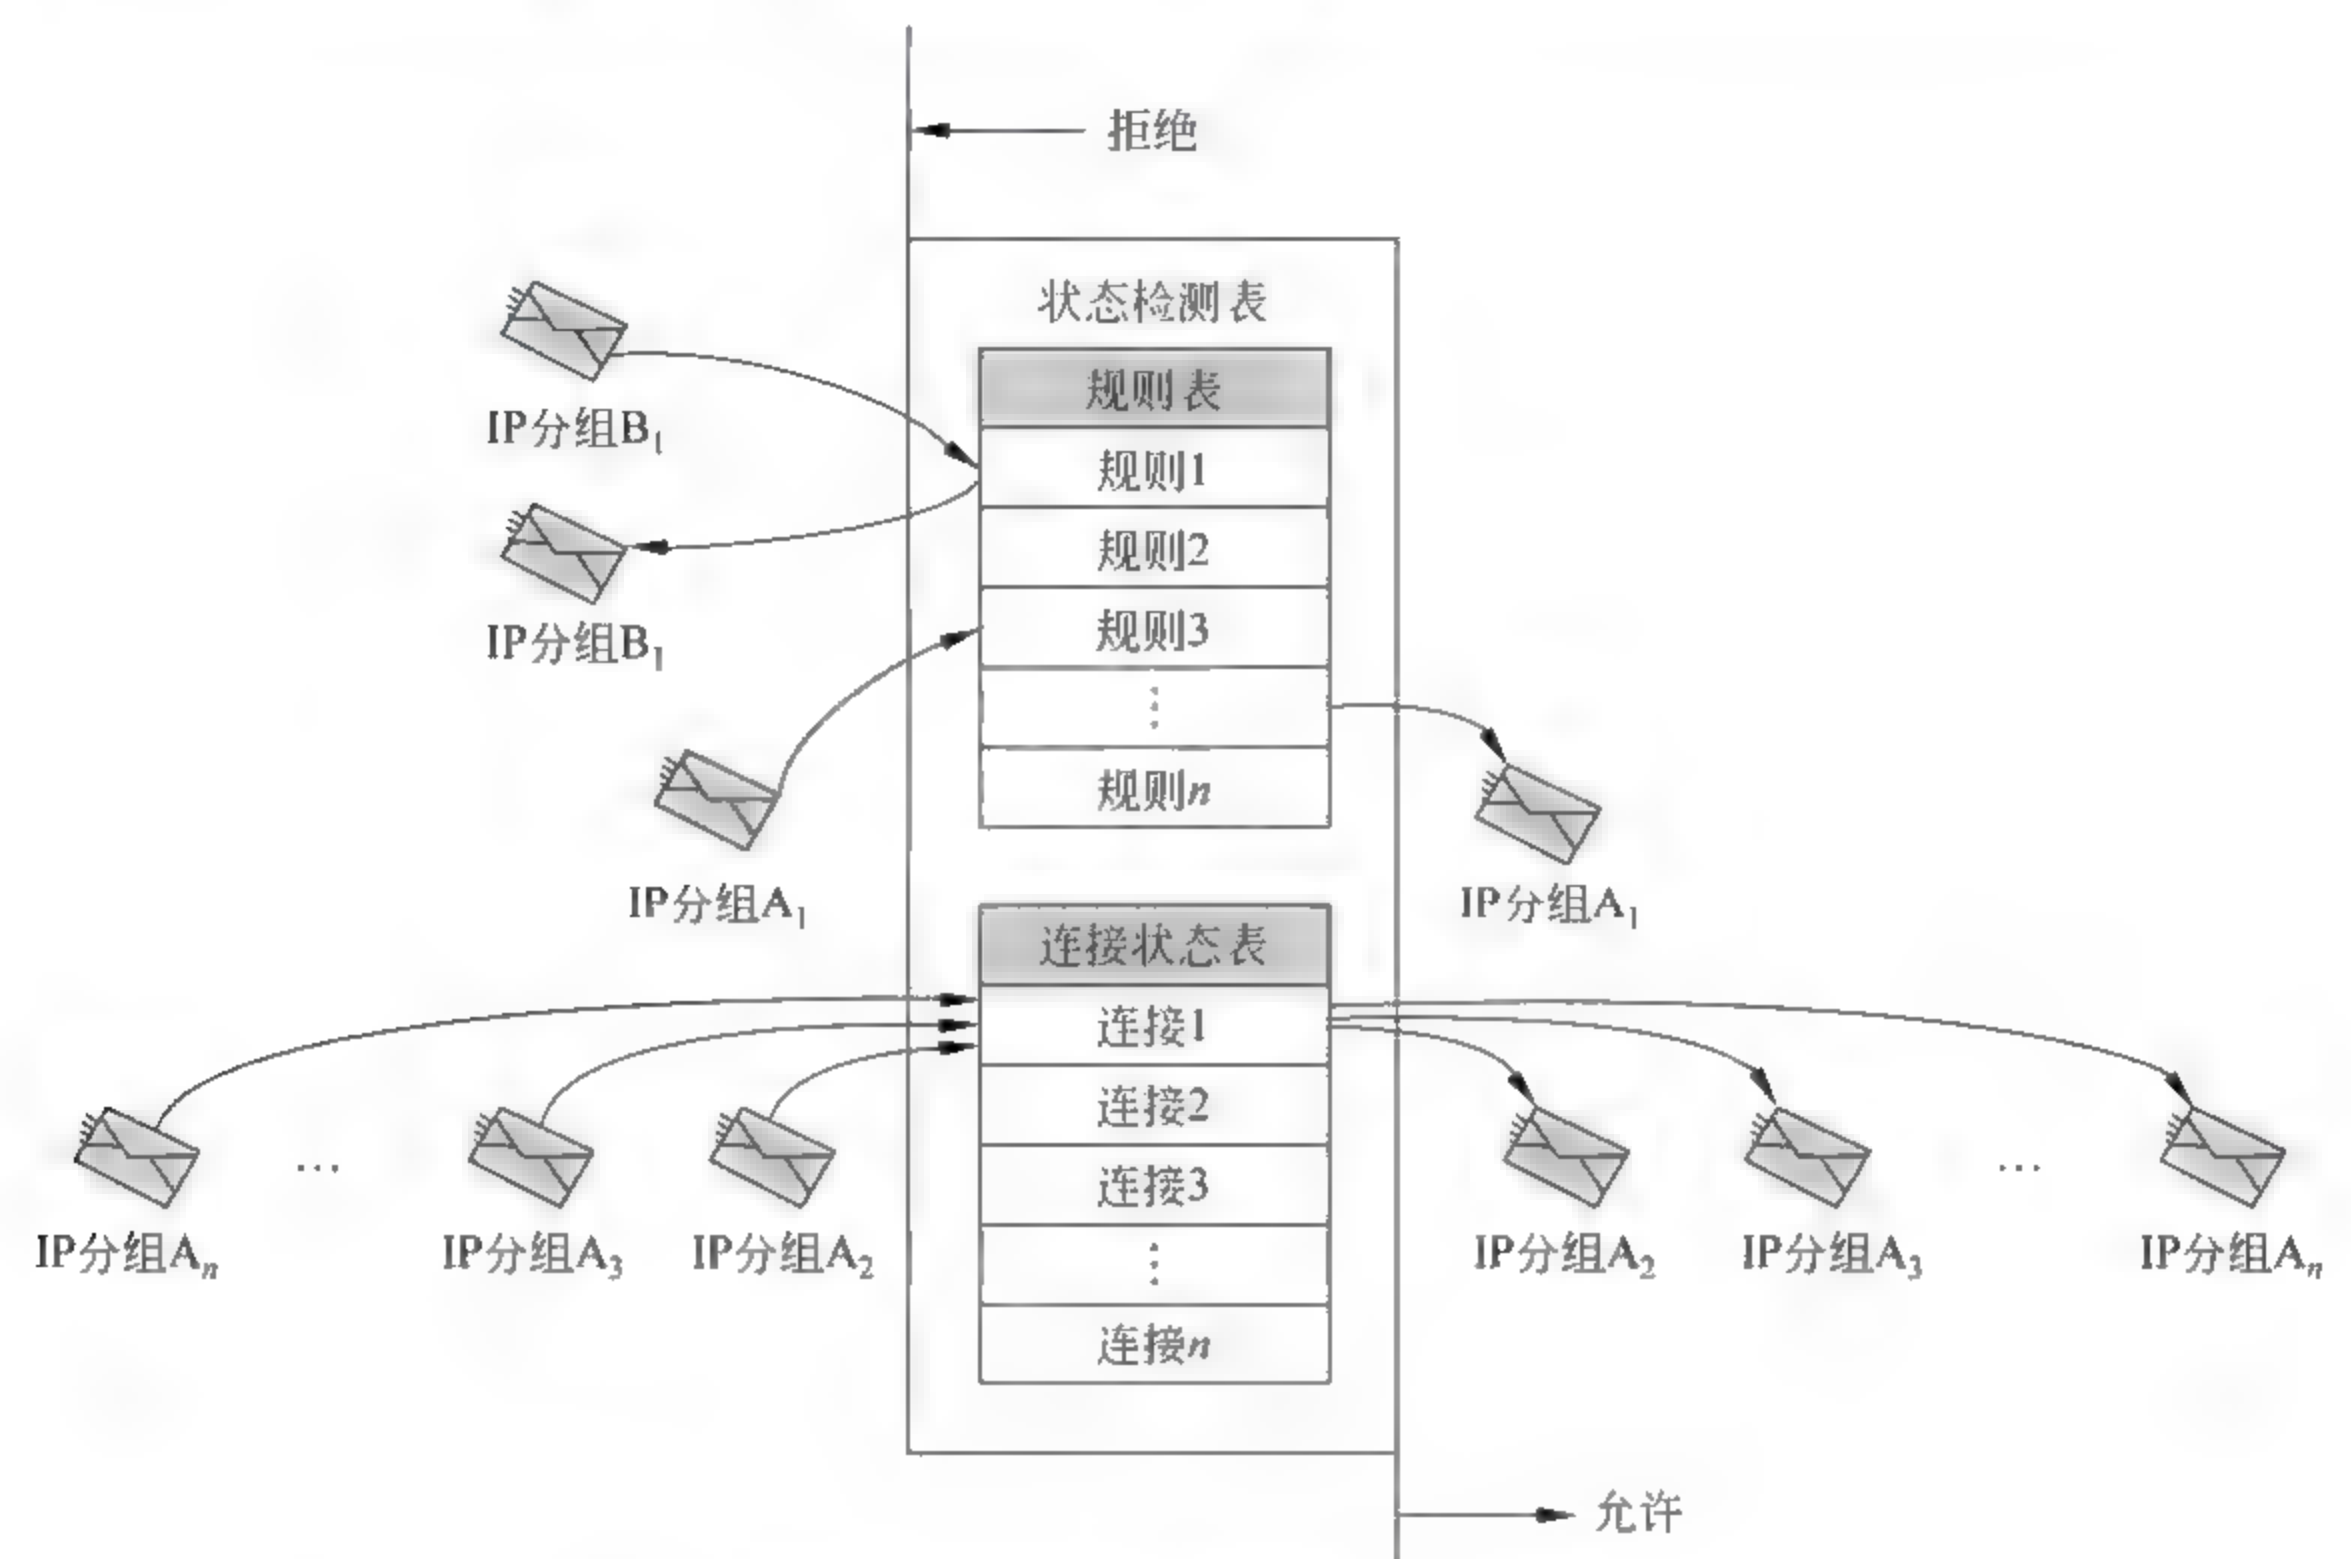 拒绝
状态检测表
规则表
规则1
规则2
规则3
⋮
规则n
IP分组B₁
IP分组B₁
IP分组A₁
IP分组A₁
连接状态表
连接1
连接2
连接3
⋮
连接n
IP分组Aₙ
…
IP分组A₃
IP分组A₂
IP分组A₂
IP分组A₃
…
IP分组Aₙ
允许